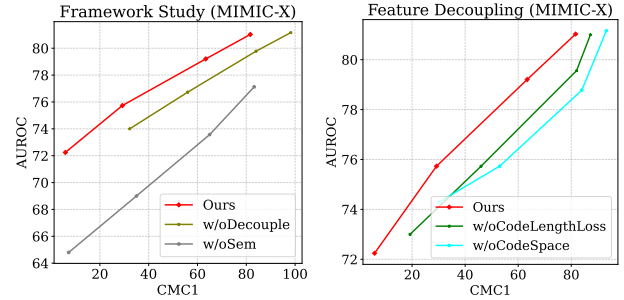 Framework Study (MIMIC-X)
AUROC
80
78
76
74
72
70
68
66
64
20
40
60
80
100
CMC1
Ours
w/oDecouple
w/oSem
Feature Decoupling (MIMIC-X)
AUROC
80
78
76
74
72
0
20
40
60
80
100
CMC1
Ours
w/oCodeLengthLoss
w/oCodeSpace